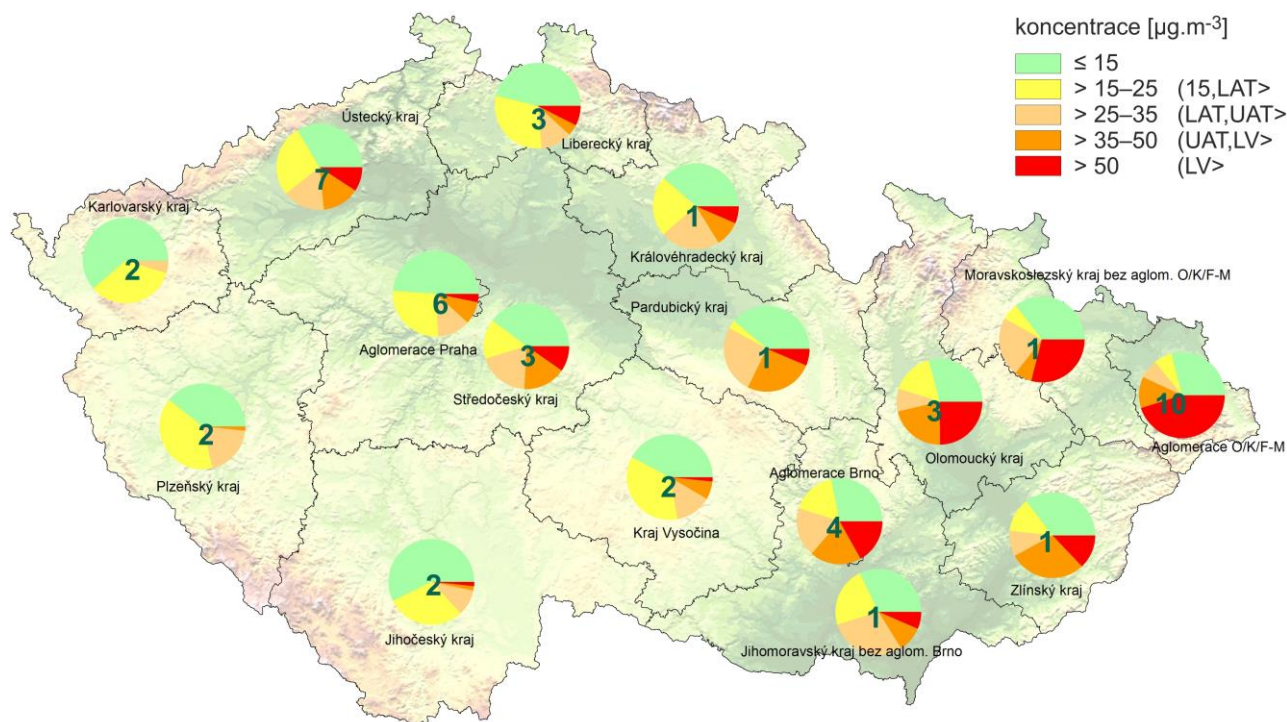 koncentrace [µg.m⁻³]
≤ 15
> 15–25 (15,LAT>
> 25–35 (LAT,UAT>
> 35–50 (UAT,LV>
> 50 (LV>
Ústecký kraj
7
3
Liberecký kraj
Karlovarský kraj
2
1
Královéhradecký kraj
Moravskoslezský kraj bez aglom. O/K/F-M
1
6
Aglomerace Praha
Pardubický kraj
1
3
Středočeský kraj
10
Aglomerace O/K/F-M
3
Olomoucký kraj
2
Plzeňský kraj
2
Kraj Vysočina
Aglomerace Brno
4
1
Zlínský kraj
2
Jihočeský kraj
1
Jihomoravský kraj bez aglom. Brno